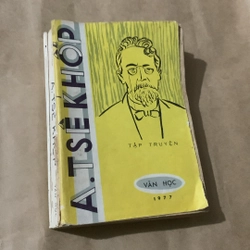 A.TSÊKHỐP
TẬP TRUYỆN
VĂN HỌC
1977